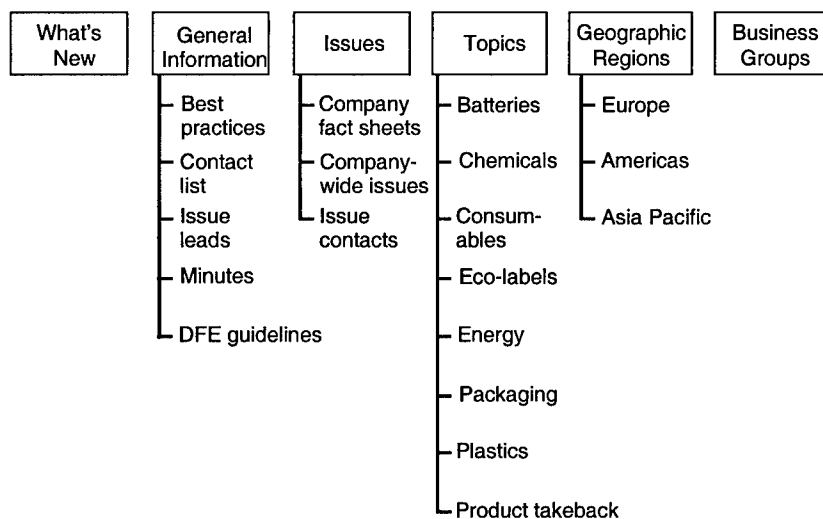 What's
New
General
Information
Issues
Topics
Geographic
Regions
Business
Groups
Best
practices
Contact
list
Issue
leads
Minutes
DFE guidelines
Company
fact sheets
Company-
wide issues
Issue
contacts
Batteries
Chemicals
Consum-
ables
Eco-labels
Energy
Packaging
Plastics
Product takeback
Europe
Americas
Asia Pacific